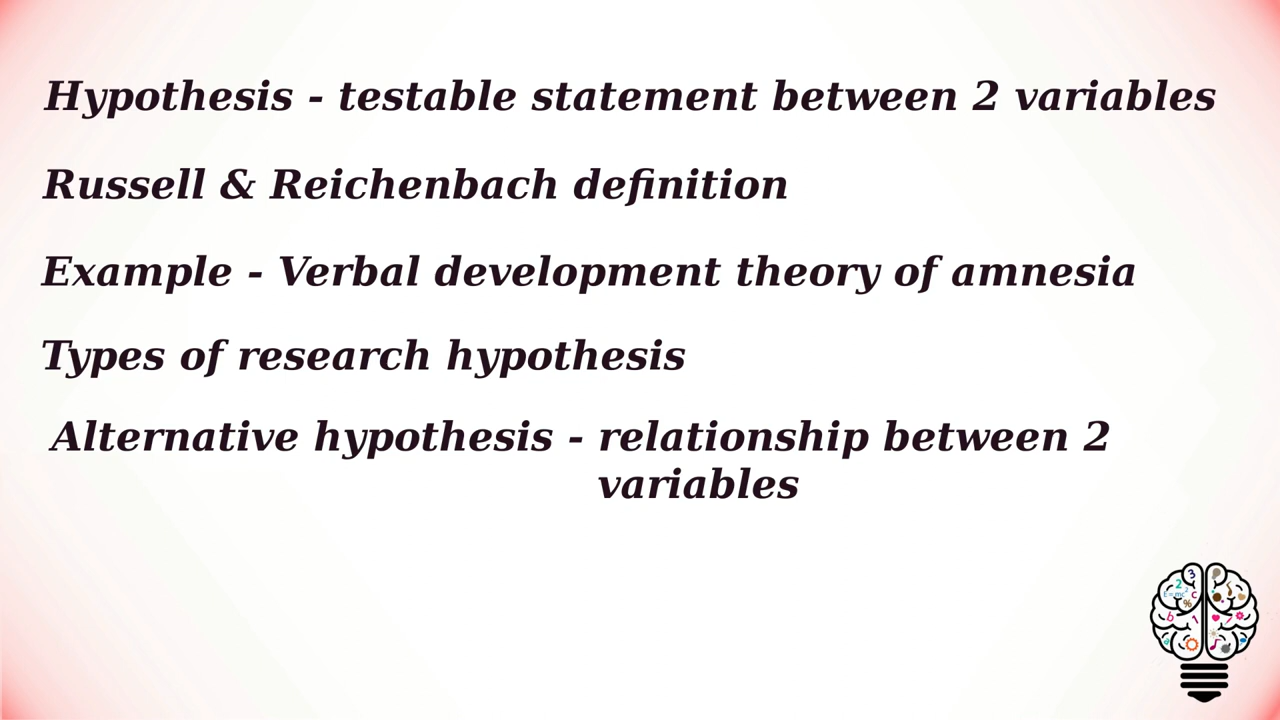 Hypothesis - testable statement between 2 variables
Russell & Reichenbach definition
Example - Verbal development theory of amnesia
Types of research hypothesis
Alternative hypothesis - relationship between 2
variables